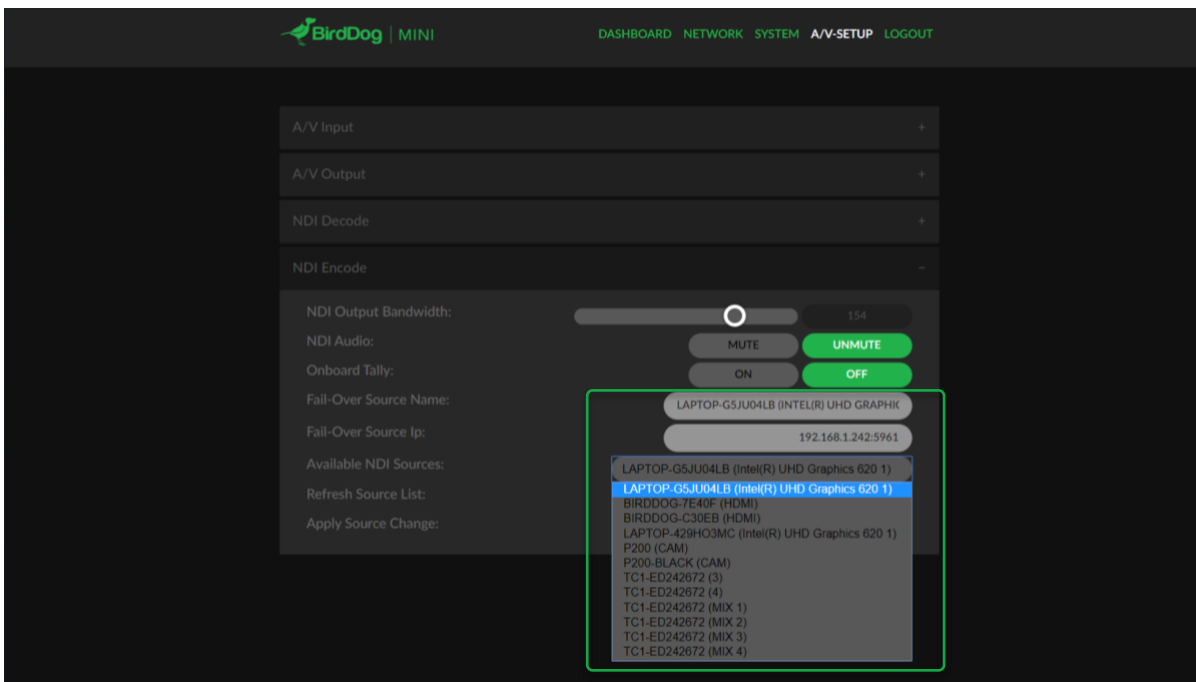 BirdDog | MINI
DASHBOARD NETWORK SYSTEM A/V-SETUP LOGOUT
A/V Input +
A/V Output +
NDI Decode +
NDI Encode -
NDI Output Bandwidth: 154
NDI Audio: MUTE UNMUTE
Onboard Tally: ON OFF
Fail-Over Source Name: LAPTOP-G5JU04LB (INTEL(R) UHD GRAPHIC
Fail-Over Source Ip: 192.168.1.242:5961
Available NDI Sources: LAPTOP-G5JU04LB (Intel(R) UHD Graphics 620 1)
Refresh Source List:
Apply Source Change:
LAPTOP-G5JU04LB (Intel(R) UHD Graphics 620 1)
BIRDDOG-7E40F (HDMI)
BIRDDOG-C30EB (HDMI)
LAPTOP-429HO3MC (Intel(R) UHD Graphics 620 1)
P200 (CAM)
P200-BLACK (CAM)
TC1-ED242672 (3)
TC1-ED242672 (4)
TC1-ED242672 (MIX 1)
TC1-ED242672 (MIX 2)
TC1-ED242672 (MIX 3)
TC1-ED242672 (MIX 4)